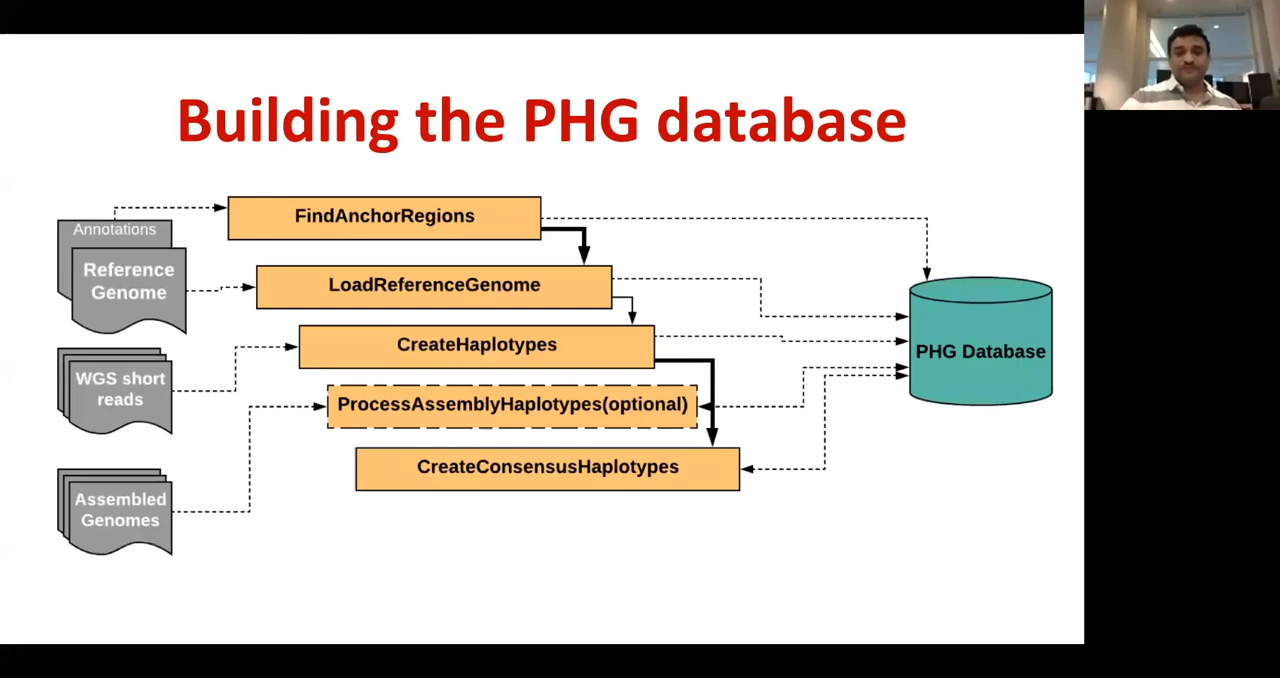 Building the PHG database
Annotations
Reference
Genome
WGS short
reads
Assembled
Genomes
FindAnchorRegions
LoadReferenceGenome
CreateHaplotypes
ProcessAssemblyHaplotypes(optional)
CreateConsensusHaplotypes
PHG Database